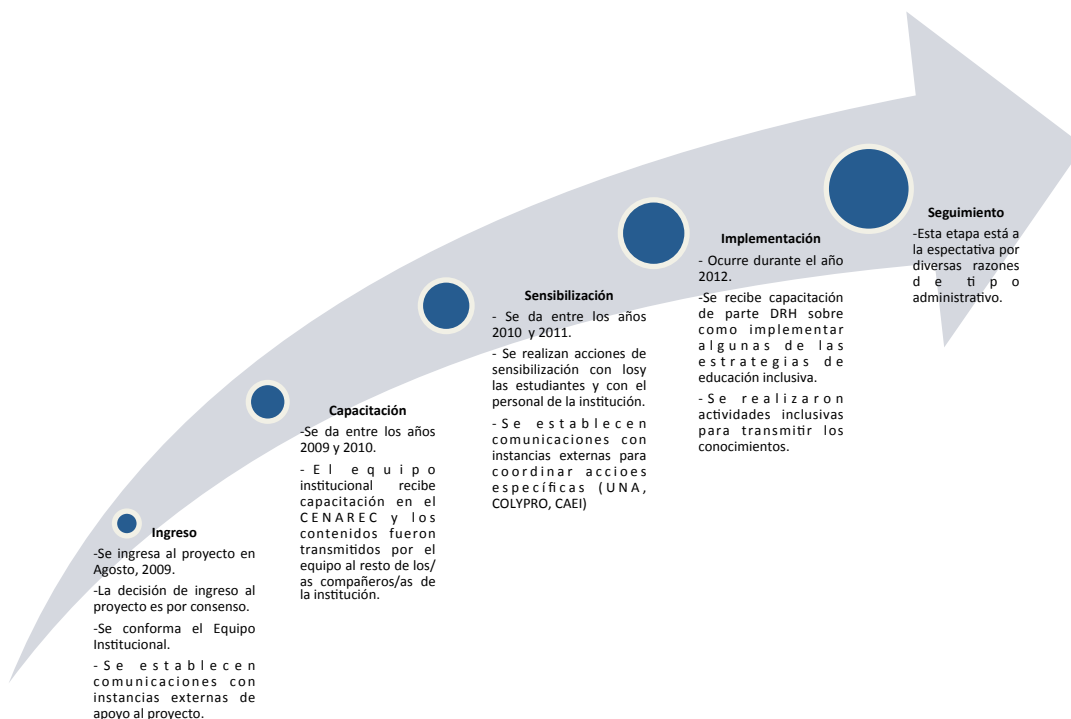 Ingreso
-Se ingresa al proyecto en
Agosto, 2009.
-La decisión de ingreso al
proyecto es por consenso.
-Se conforma el Equipo
Institucional.
- Se establecen
comunicaciones con
instancias externas de
apoyo al proyecto.
Capacitación
-Se da entre los años
2009 y 2010.
- El equipo
institucional recibe
capacitación en el
CENAREC y los
contenidos fueron
transmitidos por el
equipo al resto de los/
as compañeros/as de
la institución.
Sensibilización
- Se da entre los años
2010 y 2011.
- Se realizan acciones de
sensibilización con losy
las estudiantes y con el
personal de la institución.
- Se establecen
comunicaciones con
instancias externas para
coordinar accioes
específicas (UNA,
COLYPRO, CAEI)
Implementación
- Ocurre durante el año
2012.
-Se recibe capacitación
de parte DRH sobre
como implementar
algunas de las
estrategias de
educación inclusiva.
-Se realizaron
actividades inclusivas
para transmitir los
conocimientos.
Seguimiento
-Esta etapa está a
la espectativa por
diversas razones
de tipo
administrativo.